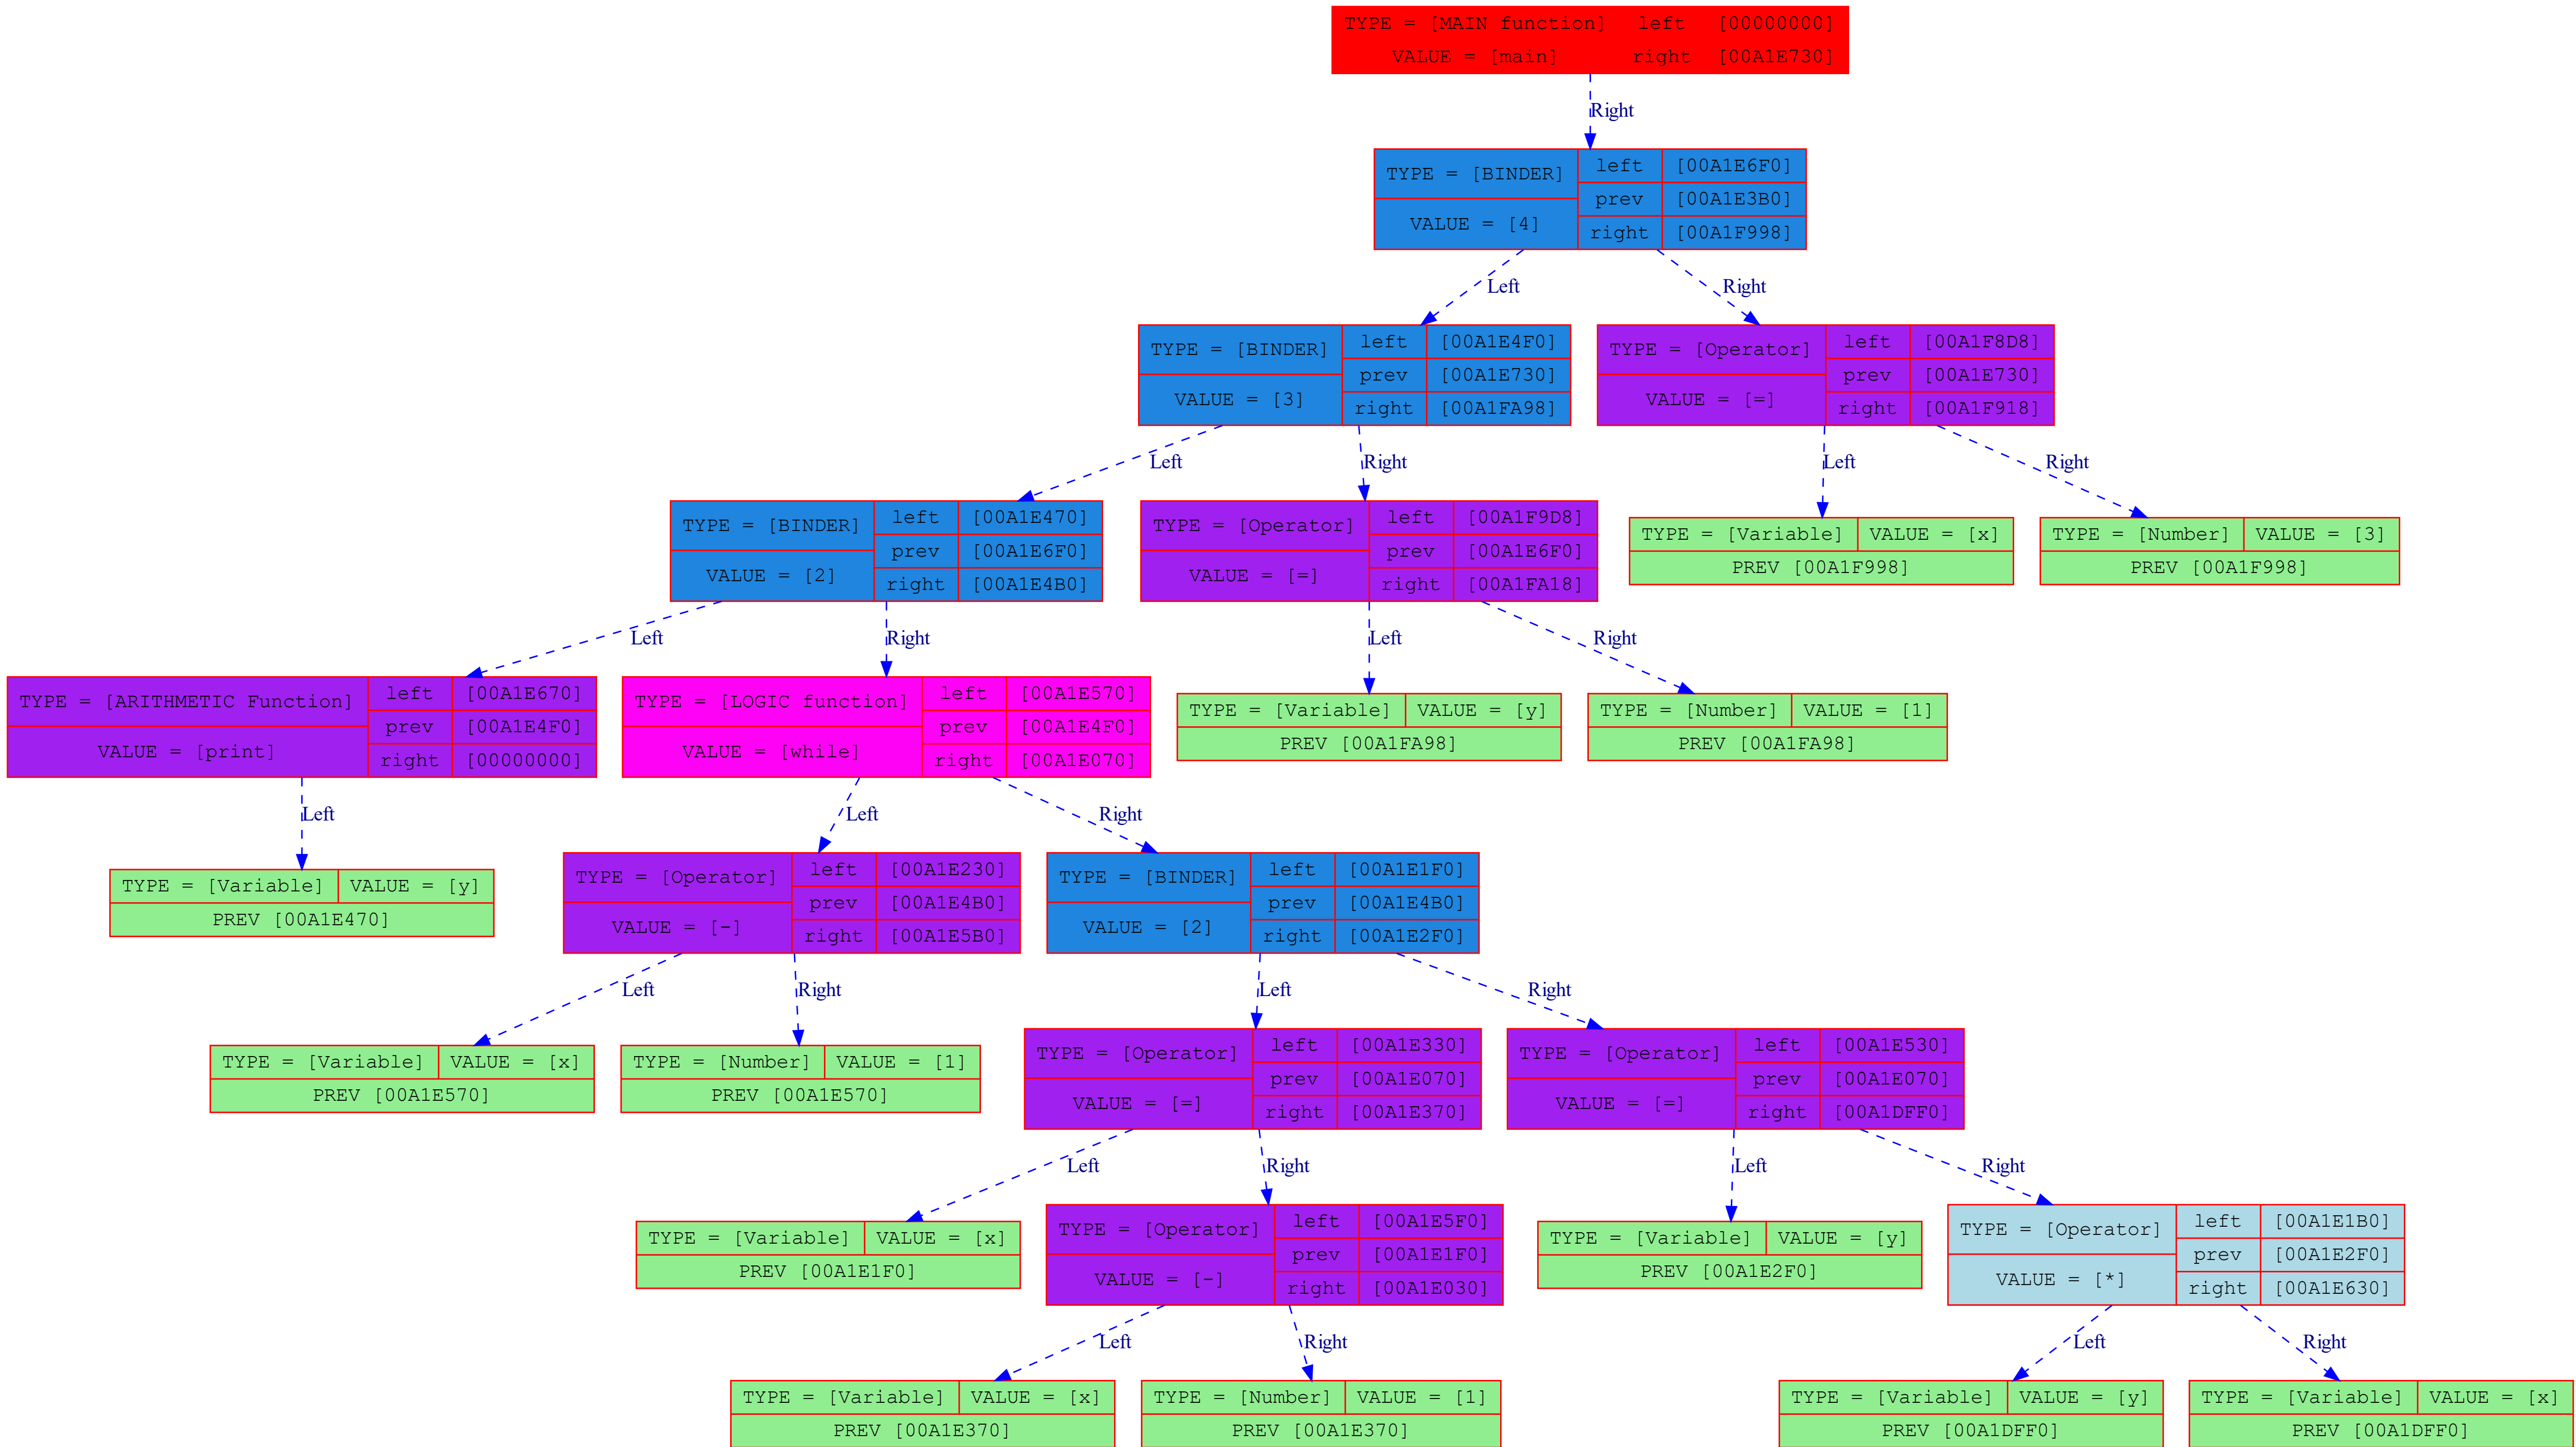 TYPE = [MAIN function] left [00000000]
VALUE = [main] right [00A1E730]
Right
TYPE = [BINDER] left [00A1E6F0]
prev [00A1E3B0]
VALUE = [4] right [00A1F998]
Left
Right
TYPE = [BINDER] left [00A1E4F0]
prev [00A1E730]
VALUE = [3] right [00A1FA98]
TYPE = [Operator] left [00A1F8D8]
prev [00A1E730]
VALUE = [=] right [00A1F918]
Left
Right
Left
Right
TYPE = [BINDER] left [00A1E470]
prev [00A1E6F0]
VALUE = [2] right [00A1E4B0]
TYPE = [Operator] left [00A1F9D8]
prev [00A1E6F0]
VALUE = [=] right [00A1FA18]
TYPE = [Variable] VALUE = [x]
PREV [00A1F998]
TYPE = [Number] VALUE = [3]
PREV [00A1F998]
Left
Right
Left
Right
TYPE = [ARITHMETIC Function] left [00A1E670]
prev [00A1E4F0]
VALUE = [print] right [00000000]
TYPE = [LOGIC function] left [00A1E570]
prev [00A1E4F0]
VALUE = [while] right [00A1E070]
TYPE = [Variable] VALUE = [y]
PREV [00A1FA98]
TYPE = [Number] VALUE = [1]
PREV [00A1FA98]
Left
Left
Right
TYPE = [Variable] VALUE = [y]
PREV [00A1E470]
TYPE = [Operator] left [00A1E230]
prev [00A1E4B0]
VALUE = [-] right [00A1E5B0]
TYPE = [BINDER] left [00A1E1F0]
prev [00A1E4B0]
VALUE = [2] right [00A1E2F0]
Left
Right
Left
Right
TYPE = [Variable] VALUE = [x]
PREV [00A1E570]
TYPE = [Number] VALUE = [1]
PREV [00A1E570]
TYPE = [Operator] left [00A1E330]
prev [00A1E070]
VALUE = [=] right [00A1E370]
TYPE = [Operator] left [00A1E530]
prev [00A1E070]
VALUE = [=] right [00A1DFF0]
Left
Right
Left
Right
TYPE = [Variable] VALUE = [x]
PREV [00A1E1F0]
TYPE = [Operator] left [00A1E5F0]
prev [00A1E1F0]
VALUE = [-] right [00A1E030]
TYPE = [Variable] VALUE = [y]
PREV [00A1E2F0]
TYPE = [Operator] left [00A1E1B0]
prev [00A1E2F0]
VALUE = [*] right [00A1E630]
Left
Right
Left
Right
TYPE = [Variable] VALUE = [x]
PREV [00A1E370]
TYPE = [Number] VALUE = [1]
PREV [00A1E370]
TYPE = [Variable] VALUE = [y]
PREV [00A1DFF0]
TYPE = [Variable] VALUE = [x]
PREV [00A1DFF0]